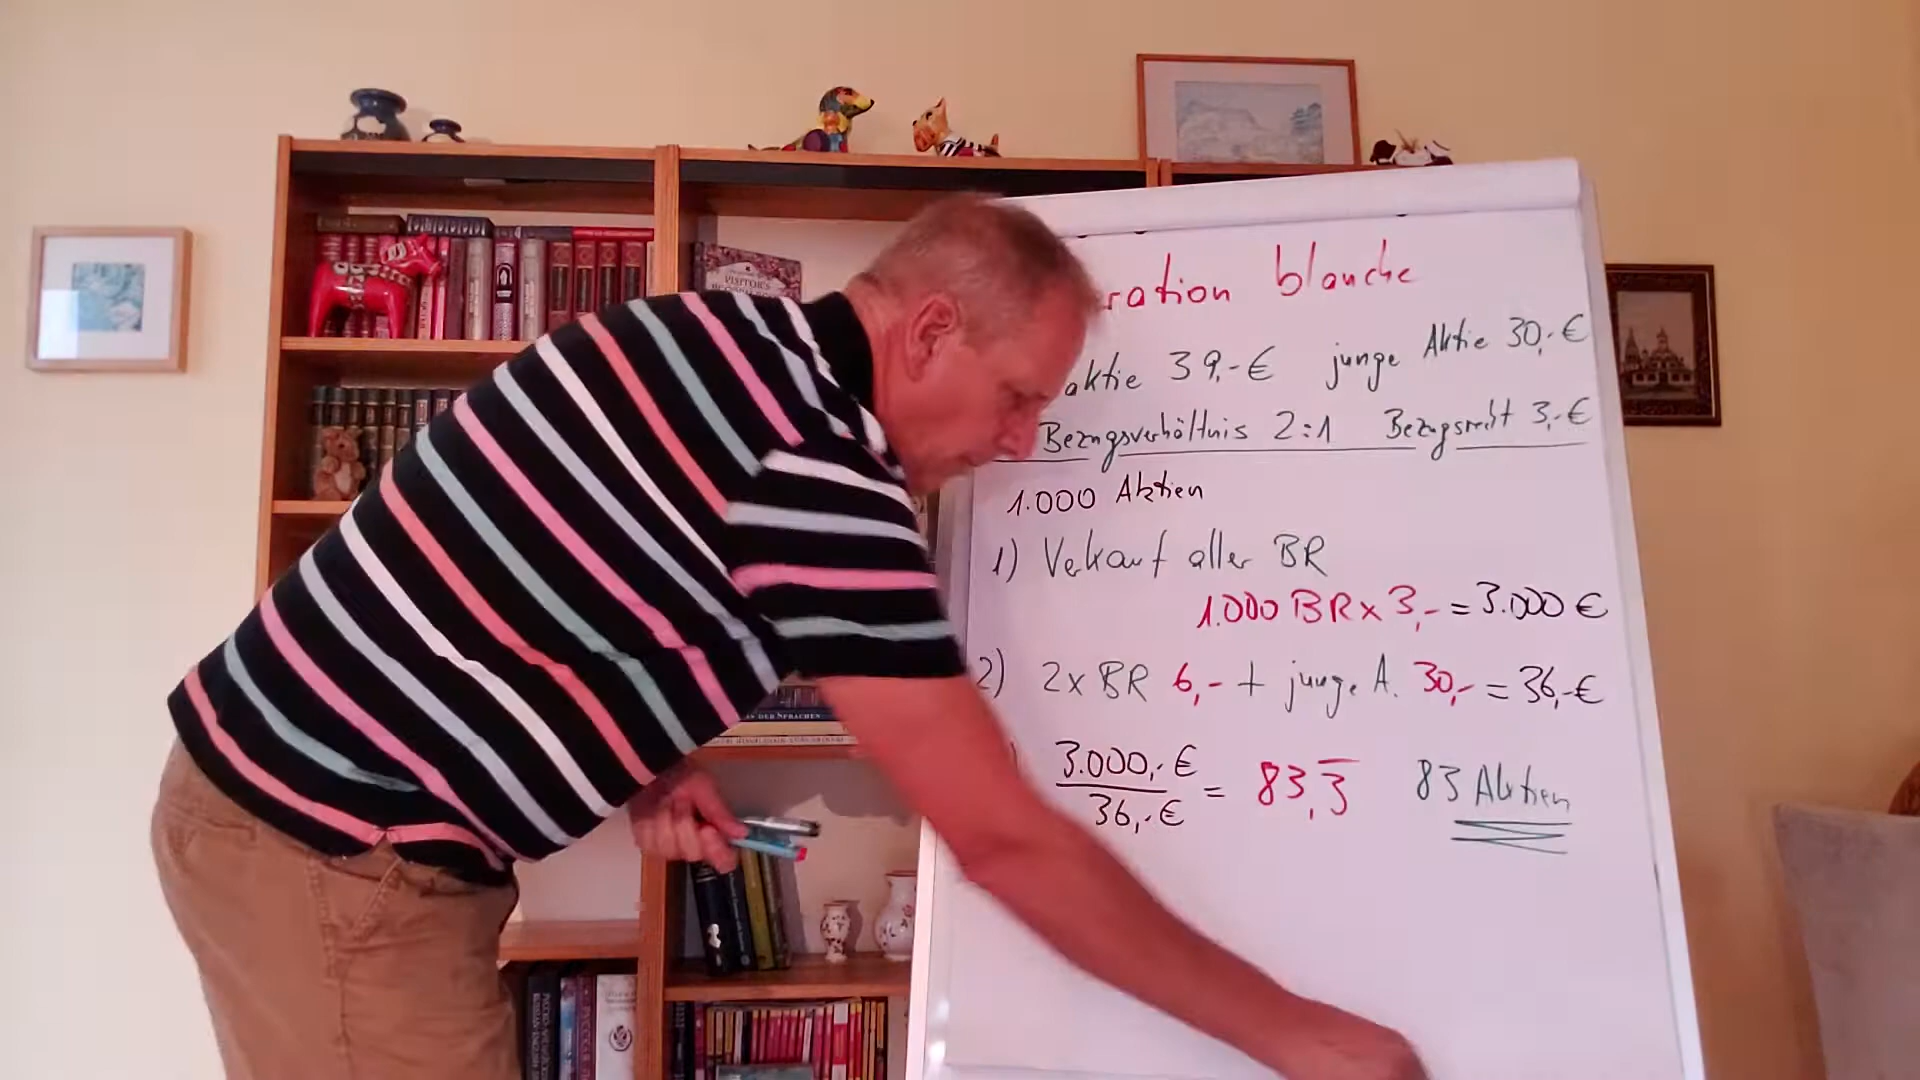 ration blanche
aktie 39,-€ junge Aktie 30,-€
Bezugsverhältnis 2:1 Bezugsrecht 3,-€
1.000 Aktien
1) Verkauf aller BR
1.000 BR x 3,- = 3.000 €
2) 2x BR 6,- + junge A. 30,- = 36,-€
) 3.000,-€
36,-€
= 83,3̅ 83 Aktien
VISITOR'S